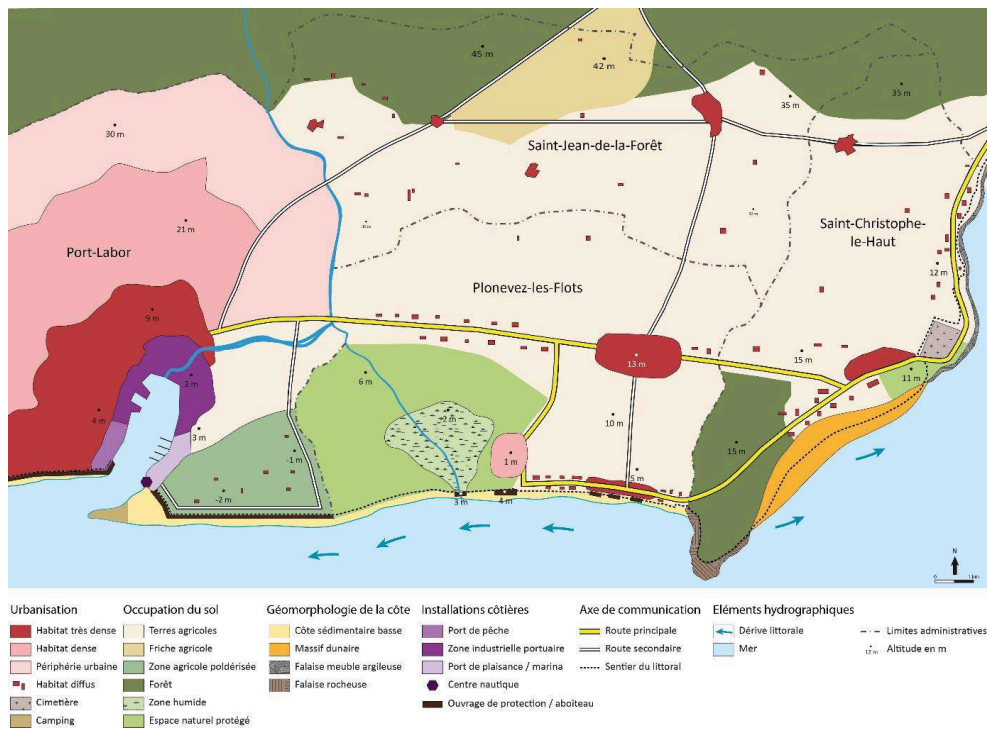 45 m
42 m
35 m
35 m
30 m
Saint-Jean-de-la-Forêt
21 m
Port-Labor
Saint-Christophe-
le-Haut
12 m
Plonevez-les-Flots
9 m
13 m
15 m
3 m
6 m
11 m
4 m
3 m
-2 m
10 m
-1 m
1 m
15 m
-2 m
5 m
3 m
4 m
N
0 1 km
Urbanisation
Habitat très dense
Habitat dense
Périphérie urbaine
Habitat diffus
Cimetière
Camping
Occupation du sol
Terres agricoles
Friche agricole
Zone agricole poldérisée
Forêt
Zone humide
Espace naturel protégé
Géomorphologie de la côte
Côte sédimentaire basse
Massif dunaire
Falaise meuble argileuse
Falaise rocheuse
Installations côtières
Port de pêche
Zone industrielle portuaire
Port de plaisance / marina
Centre nautique
Ouvrage de protection / aboiteau
Axe de communication
Route principale
Route secondaire
Sentier du littoral
Eléments hydrographiques
Dérive littorale
Mer
Limites administratives
12 m
Altitude en m